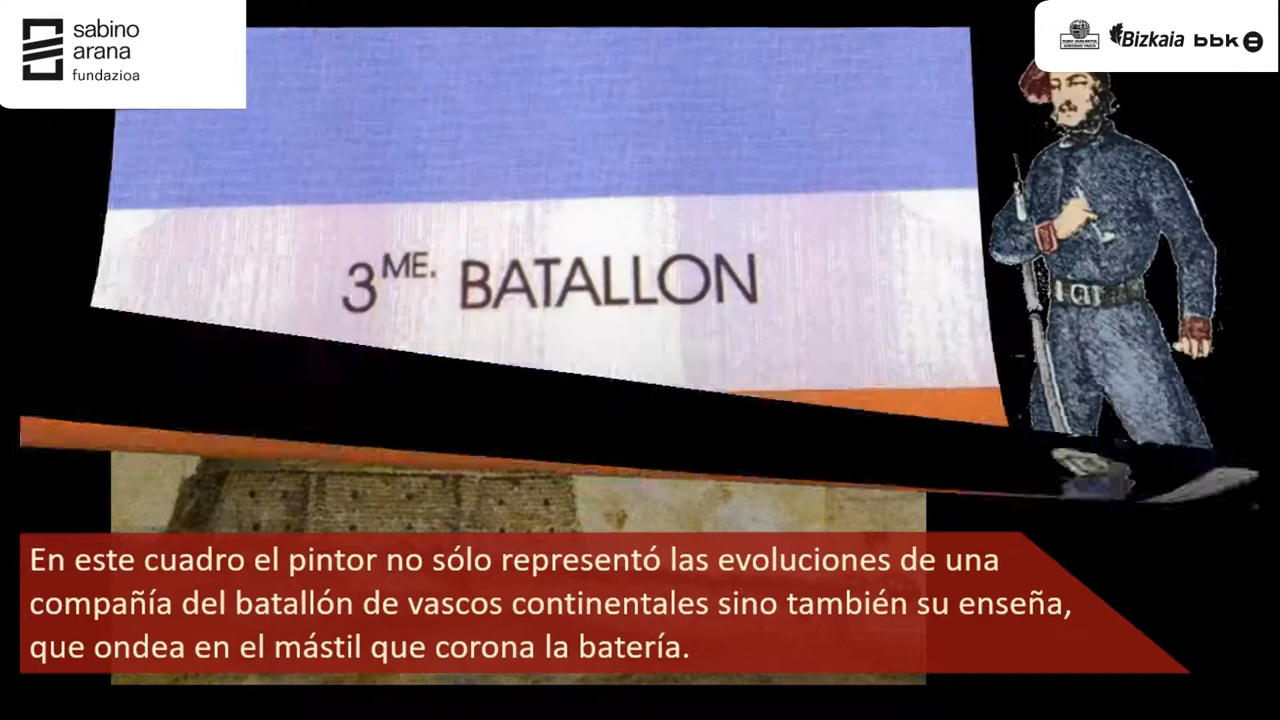 sabino
arana
fundazioa
Bizkaia bbk
3ME. BATALLON
En este cuadro el pintor no sólo representó las evoluciones de una
compañía del batallón de vascos continentales sino también su enseña,
que ondea en el mástil que corona la batería.